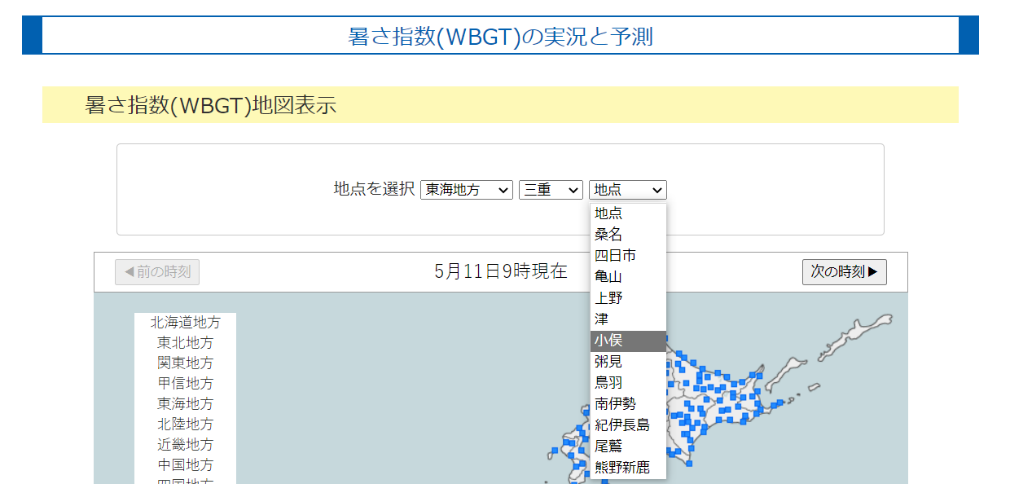 暑さ指数(WBGT)の実況と予測
暑さ指数(WBGT)地図表示
地点を選択 東海地方 三重 地点
地点
桑名
四日市
亀山
上野
津
小俣
粥見
鳥羽
南伊勢
紀伊長島
尾鷲
熊野新鹿
◀前の時刻 5月11日9時現在 次の時刻▶
北海道地方
東北地方
関東地方
甲信地方
東海地方
北陸地方
近畿地方
中国地方
四国地方